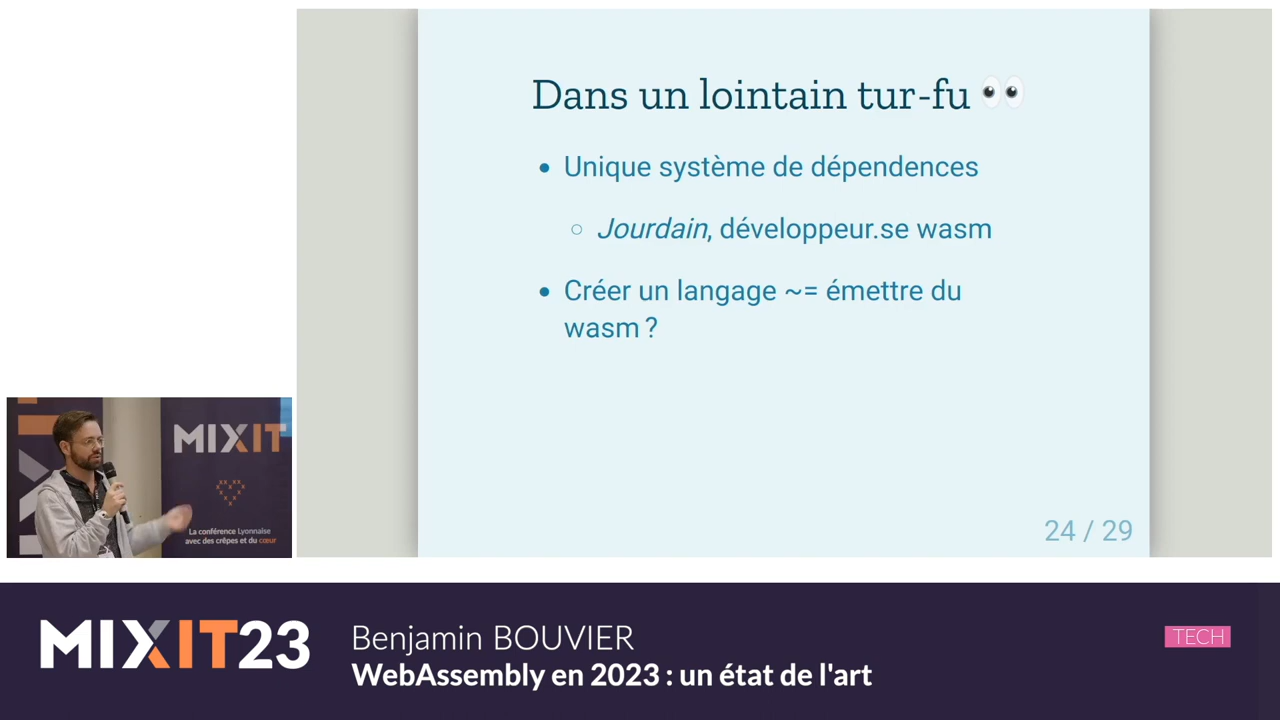 Dans un lointain tur-fu 👀
• Unique système de dépendences
○ Jourdain, développeur.se wasm
• Créer un langage ~= émettre du
wasm ?
24 / 29
MIXIT
La conférence Lyonnaise
avec des crêpes et du cœur
MIXIT23
Benjamin BOUVIER
WebAssembly en 2023 : un état de l'art
TECH